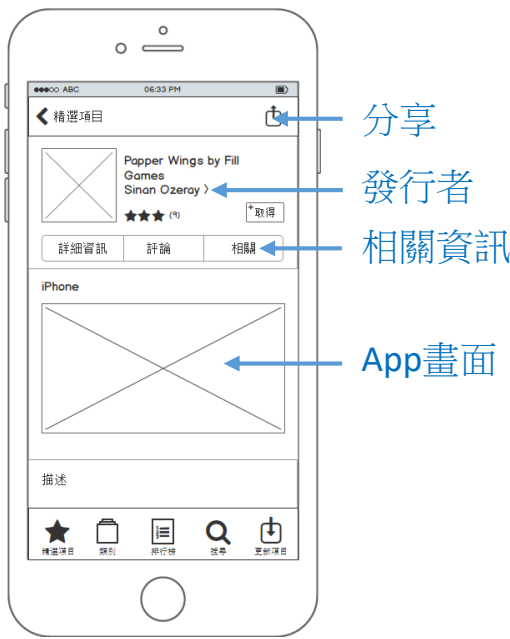 ABC 06:33 PM
精選項目
分享
Papper Wings by Fill
Games
Sinan Ozeray 〉
發行者
(9)
+取得
詳細資訊 評論 相關
相關資訊
iPhone
App畫面
描述
精選項目 類別 排行榜 搜尋 更新項目